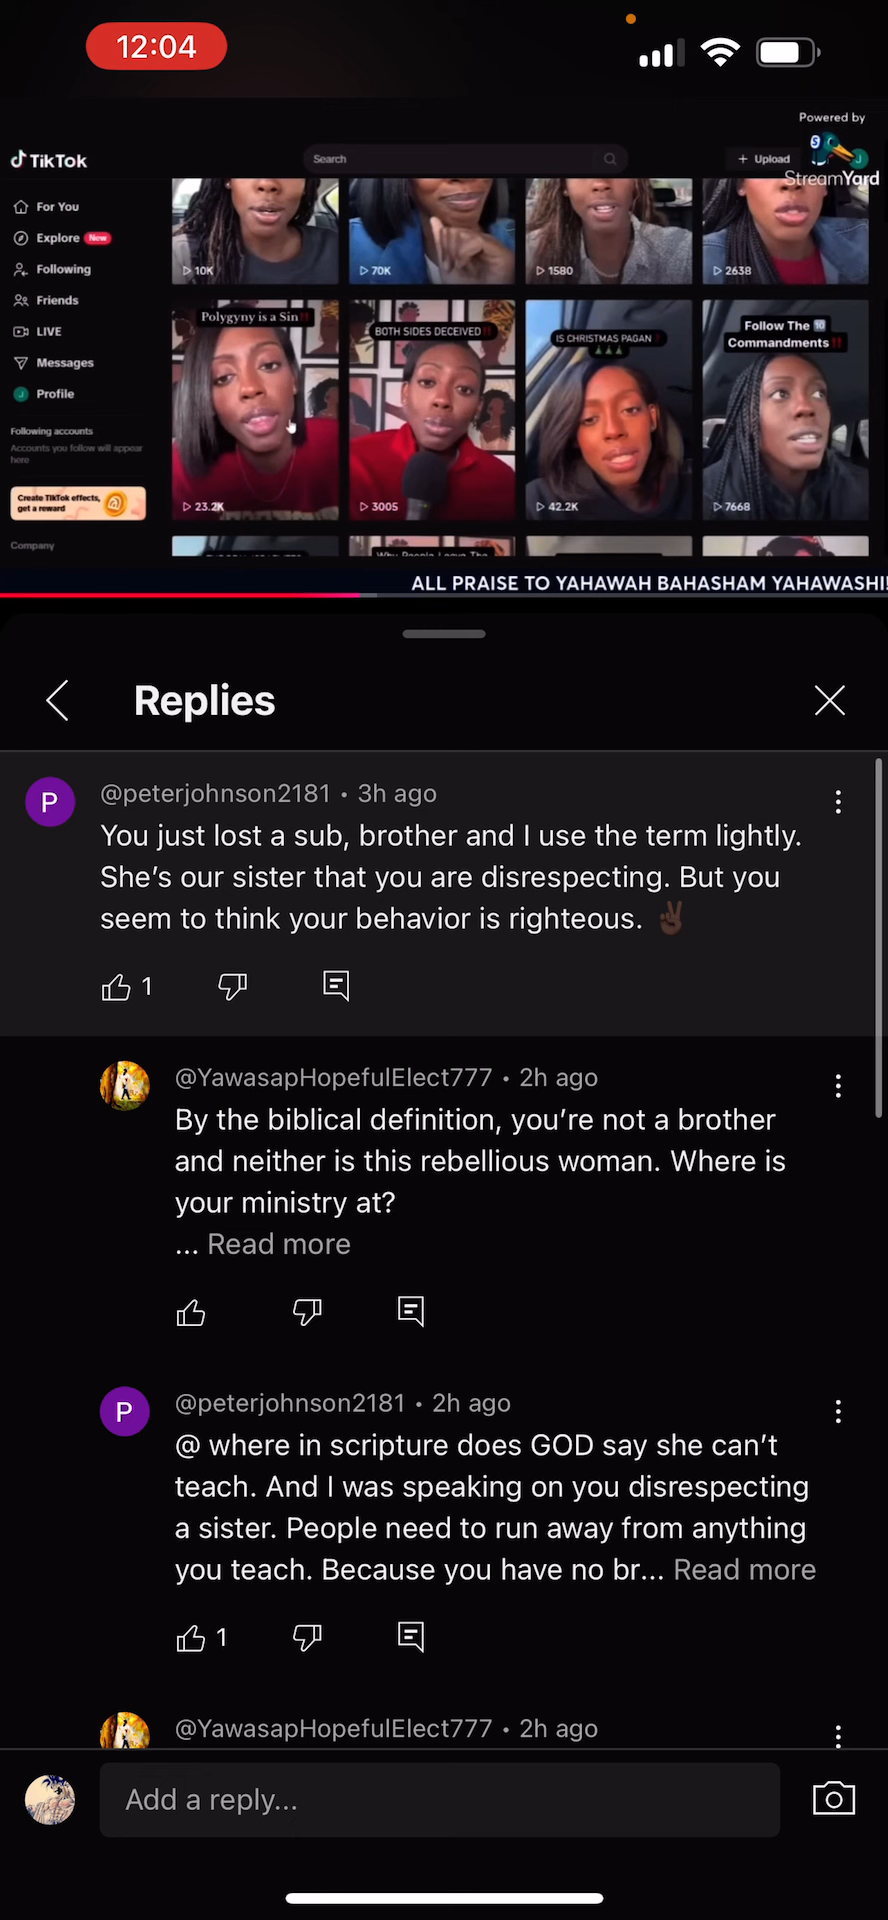 12:04
Powered by
StreamYard
TikTok
Search
+ Upload
For You
Explore New
Following
Friends
LIVE
Messages
Profile
Following accounts
Accounts you follow will appear
here
Create TikTok effects,
get a reward
Company
10K
70K
1580
2638
Polygyny is a Sin‼
23.2K
BOTH SIDES DECEIVED‼
3005
IS CHRISTMAS PAGAN
42.2K
Follow The 🔟
Commandments‼
7668
ALL PRAISE TO YAHAWAH BAHASHAM YAHAWASHI!
Replies
P
@peterjohnson2181 • 3h ago
You just lost a sub, brother and I use the term lightly.
She’s our sister that you are disrespecting. But you
seem to think your behavior is righteous. ✌🏿
1
@YawasapHopefulElect777 • 2h ago
By the biblical definition, you’re not a brother
and neither is this rebellious woman. Where is
your ministry at?
... Read more
P
@peterjohnson2181 • 2h ago
@ where in scripture does GOD say she can’t
teach. And I was speaking on you disrespecting
a sister. People need to run away from anything
you teach. Because you have no br... Read more
1
@YawasapHopefulElect777 • 2h ago
Add a reply...